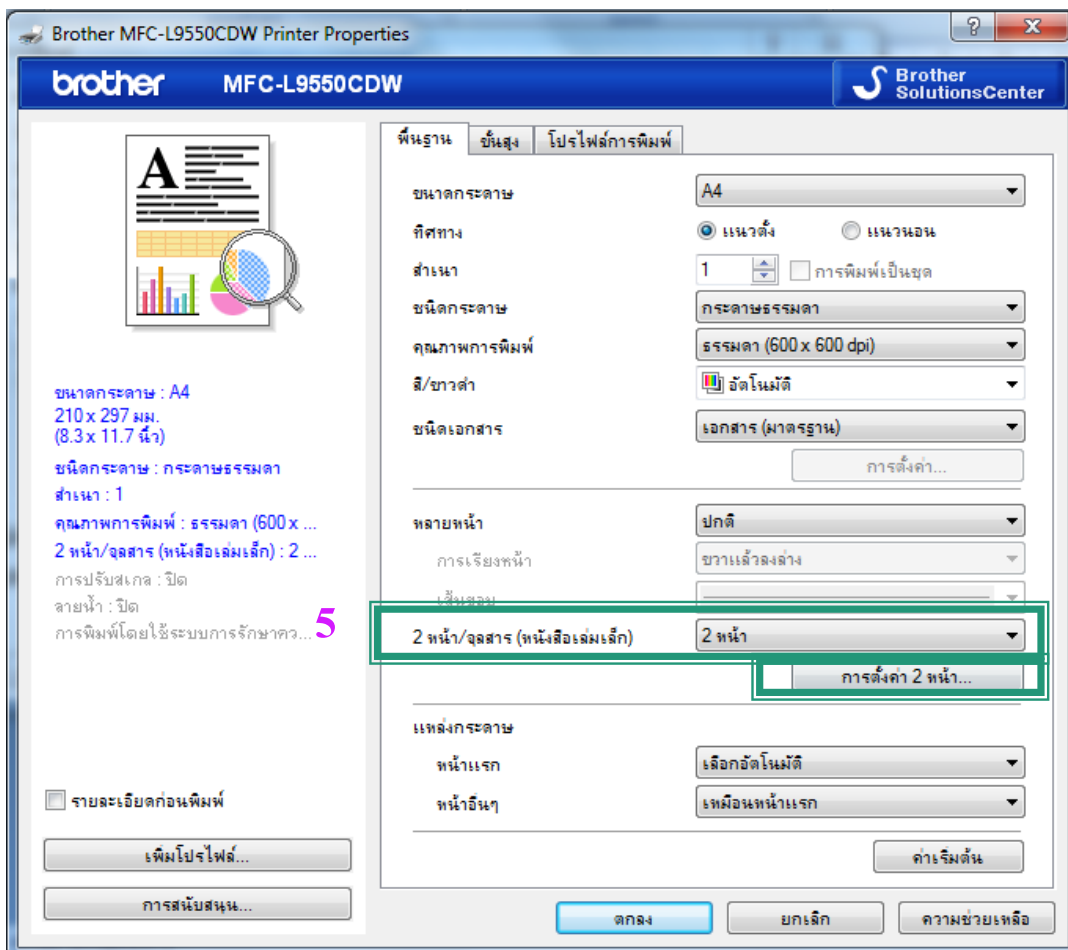 Brother MFC-L9550CDW Printer Properties
brother MFC-L9550CDW
Brother
SolutionsCenter
A
ขนาดกระดาษ : A4
210 x 297 มม.
(8.3 x 11.7 นิ้ว)
ชนิดกระดาษ : กระดาษธรรมดา
สำเนา : 1
คุณภาพการพิมพ์ : ธรรมดา (600 x ...
2 หน้า/จุลสาร (หนังสือเล่มเล็ก) : 2 ...
การปรับสเกล : ปิด
ลายน้ำ : ปิด
การพิมพ์โดยใช้ระบบการรักษาคว...
5
รายละเอียดก่อนพิมพ์
เพิ่มโปรไฟล์...
การสนับสนุน...
พื้นฐาน ขั้นสูง โปรไฟล์การพิมพ์
ขนาดกระดาษ A4
ทิศทาง แนวตั้ง แนวนอน
สำเนา 1 การพิมพ์เป็นชุด
ชนิดกระดาษ กระดาษธรรมดา
คุณภาพการพิมพ์ ธรรมดา (600 x 600 dpi)
สี/ขาวดำ อัตโนมัติ
ชนิดเอกสาร เอกสาร (มาตรฐาน)
การตั้งค่า...
หลายหน้า ปกติ
การเรียงหน้า ขวาแล้วลงล่าง
เส้นขอบ
2 หน้า/จุลสาร (หนังสือเล่มเล็ก) 2 หน้า
การตั้งค่า 2 หน้า...
แหล่งกระดาษ
หน้าแรก เลือกอัตโนมัติ
หน้าอื่นๆ เหมือนหน้าแรก
ค่าเริ่มต้น
ตกลง ยกเลิก ความช่วยเหลือ